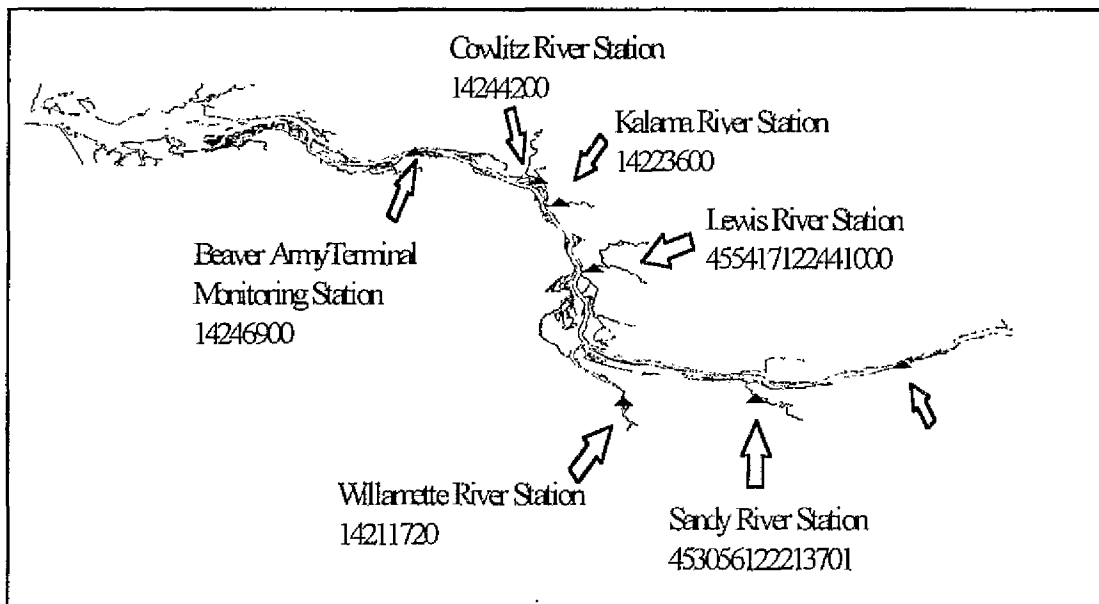 Cowlitz River Station
14244200
Kalama River Station
14223600
Lewis River Station
455417122441000
Beaver Army Terminal
Monitoring Station
14246900
Willamette River Station
14211720
Sandy River Station
453056122213701